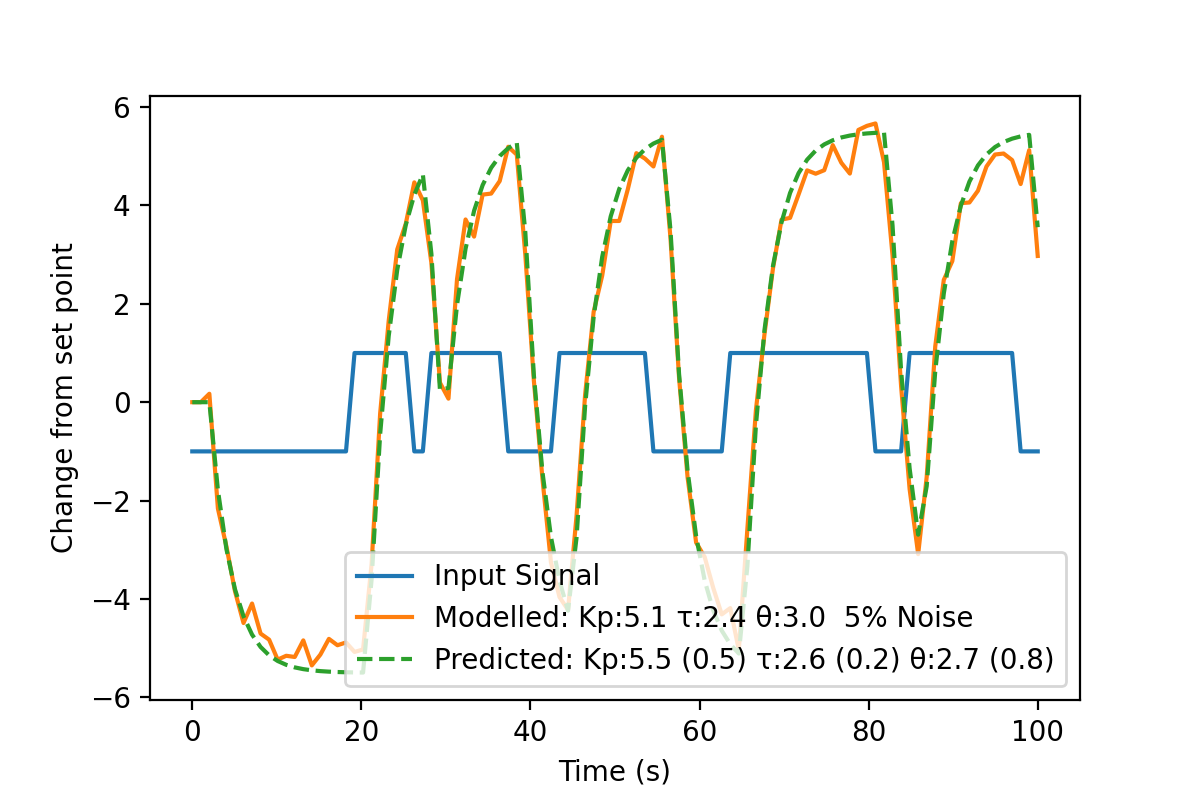 6
4
2
0
−2
−4
−6
Change from set point
Input Signal
Modelled: Kp:5.1 τ:2.4 θ:3.0  5% Noise
Predicted: Kp:5.5 (0.5) τ:2.6 (0.2) θ:2.7 (0.8)
0 20 40 60 80 100
Time (s)